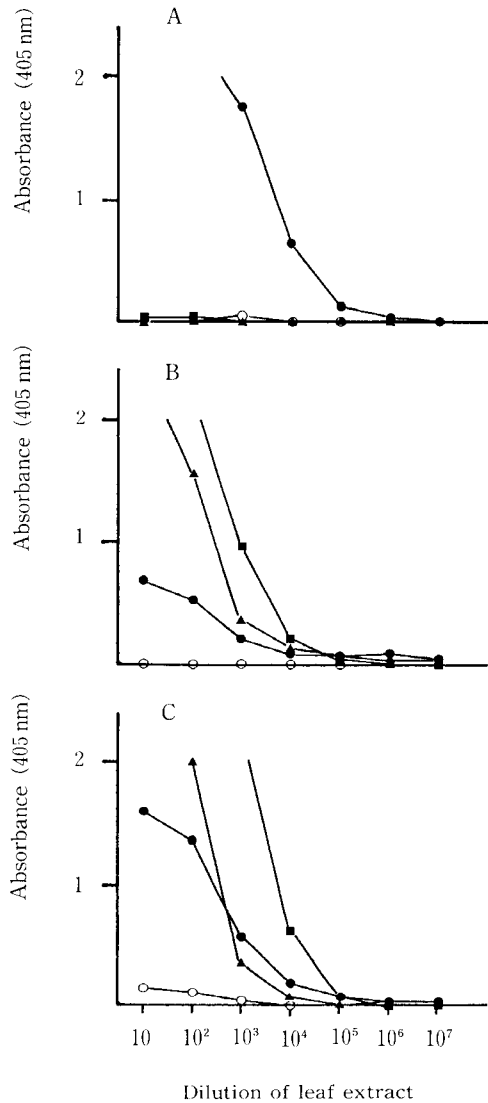 A
Absorbance (405 nm)
2
1
B
Absorbance (405 nm)
2
1
C
Absorbance (405 nm)
2
1
10 10² 10³ 10⁴ 10⁵ 10⁶ 10⁷
Dilution of leaf extract